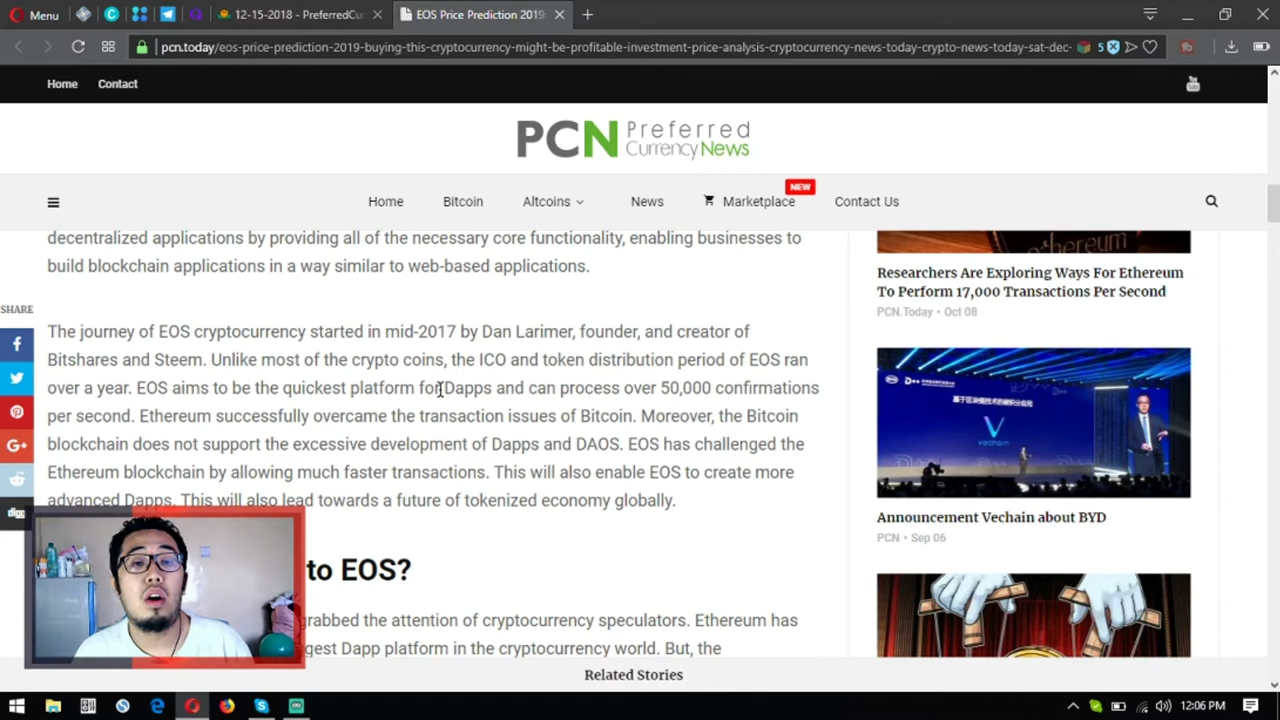 Menu
12-15-2018 - PreferredCu
EOS Price Prediction 2019:
pcn.today/eos-price-prediction-2019-buying-this-cryptocurrency-might-be-profitable-investment-price-analysis-cryptocurrency-news-today-crypto-news-today-sat-dec-
5
Home Contact
PCN Preferred
CurrencyNews
NEW
Home Bitcoin Altcoins News Marketplace Contact Us
decentralized applications by providing all of the necessary core functionality, enabling businesses to
build blockchain applications in a way similar to web-based applications.
SHARE
The journey of EOS cryptocurrency started in mid-2017 by Dan Larimer, founder, and creator of
Bitshares and Steem. Unlike most of the crypto coins, the ICO and token distribution period of EOS ran
over a year. EOS aims to be the quickest platform for Dapps and can process over 50,000 confirmations
per second. Ethereum successfully overcame the transaction issues of Bitcoin. Moreover, the Bitcoin
blockchain does not support the excessive development of Dapps and DAOS. EOS has challenged the
Ethereum blockchain by allowing much faster transactions. This will also enable EOS to create more
advanced Dapps. This will also lead towards a future of tokenized economy globally.
to EOS?
grabbed the attention of cryptocurrency speculators. Ethereum has
gest Dapp platform in the cryptocurrency world. But, the
ethereum
Researchers Are Exploring Ways For Ethereum
To Perform 17,000 Transactions Per Second
PCN.Today • Oct 08
Announcement Vechain about BYD
PCN • Sep 06
Related Stories
digg
12:06 PM